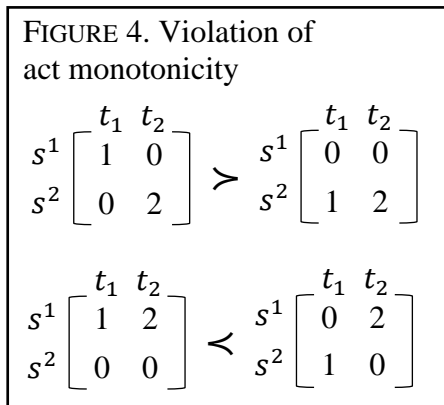 FIGURE 4. Violation of
act monotonicity
t₁ t₂ t₁ t₂
s¹ 1 0 ≻ s¹ 0 0
s² 0 2 s² 1 2
t₁ t₂ t₁ t₂
s¹ 1 2 ≺ s¹ 0 2
s² 0 0 s² 1 0